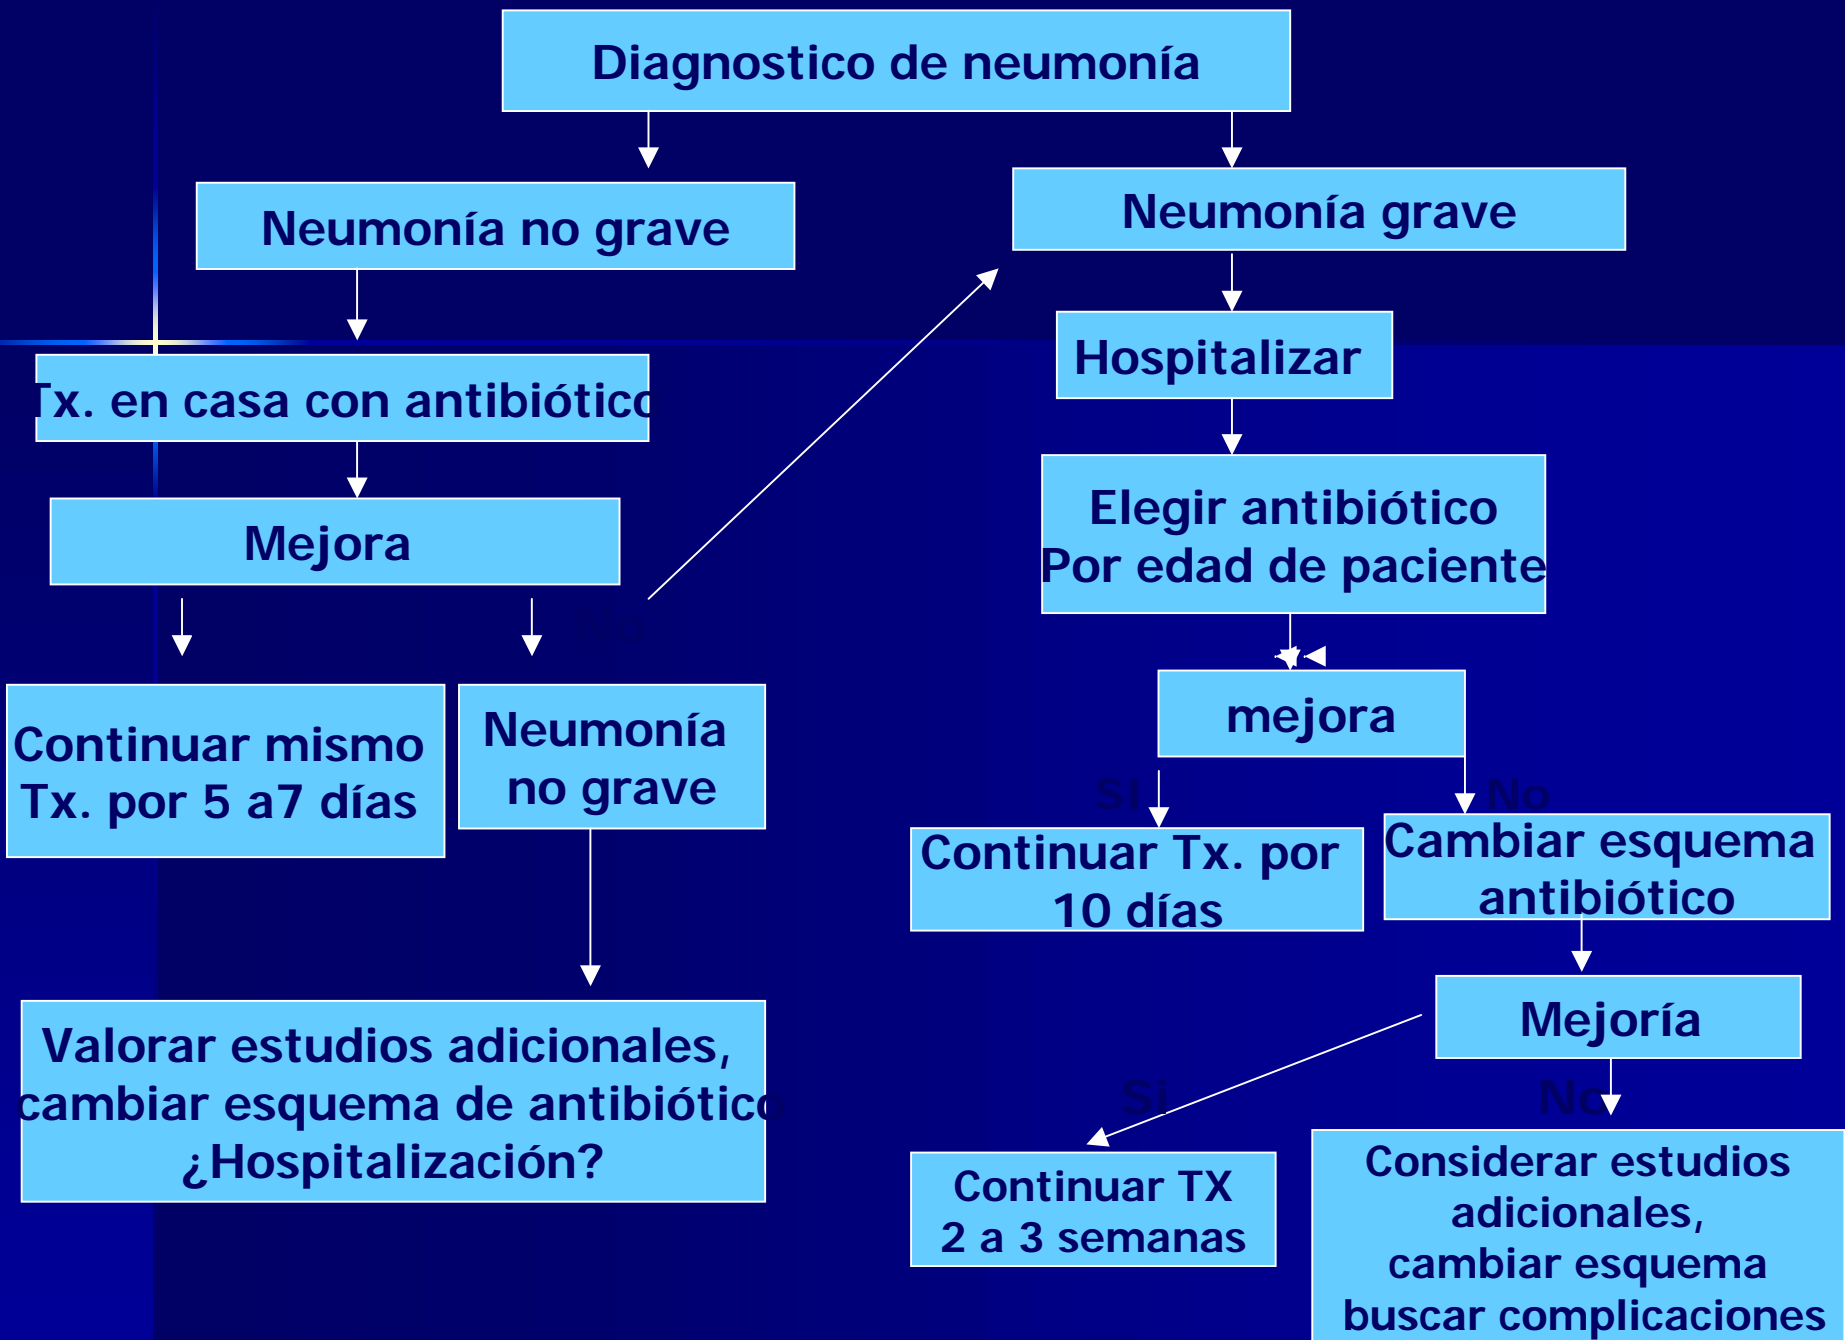 Diagnostico de neumonía
Neumonía no grave
Neumonía grave
Tx. en casa con antibiótico
Hospitalizar
Mejora
Elegir antibiótico
Por edad de paciente
No
Continuar mismo
Tx. por 5 a7 días
Neumonía
no grave
mejora
SI
No
Continuar Tx. por
10 días
Cambiar esquema
antibiótico
Valorar estudios adicionales,
cambiar esquema de antibiótico
¿Hospitalización?
Mejoría
Si
No
Continuar TX
2 a 3 semanas
Considerar estudios
adicionales,
cambiar esquema
buscar complicaciones